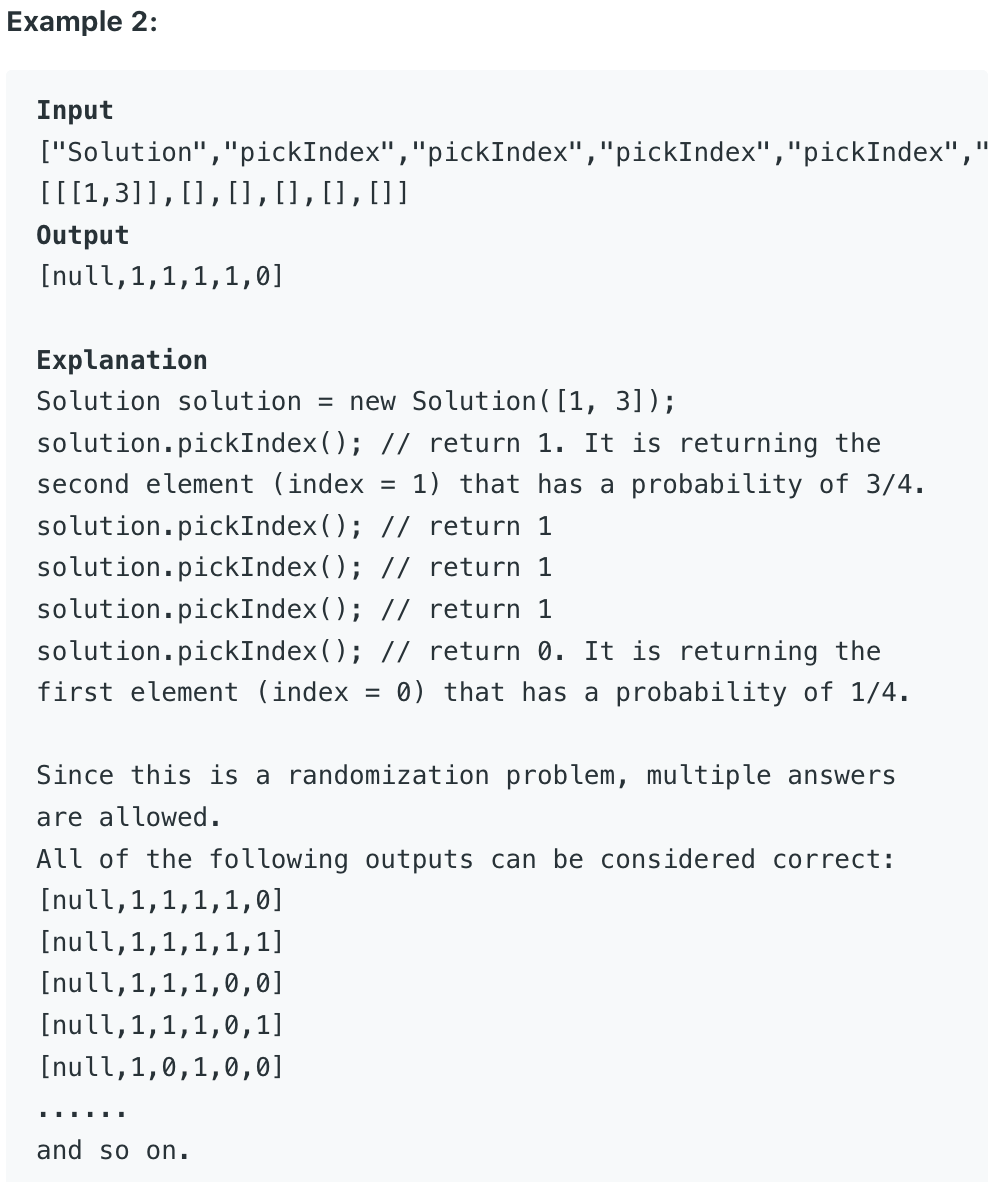 Example 2:
Input
["Solution","pickIndex","pickIndex","pickIndex","pickIndex","
[[[1,3]],[],[],[],[],[]]
Output
[null,1,1,1,1,0]
Explanation
Solution solution = new Solution([1, 3]);
solution.pickIndex(); // return 1. It is returning the
second element (index = 1) that has a probability of 3/4.
solution.pickIndex(); // return 1
solution.pickIndex(); // return 1
solution.pickIndex(); // return 1
solution.pickIndex(); // return 0. It is returning the
first element (index = 0) that has a probability of 1/4.
Since this is a randomization problem, multiple answers
are allowed.
All of the following outputs can be considered correct:
[null,1,1,1,1,0]
[null,1,1,1,1,1]
[null,1,1,1,0,0]
[null,1,1,1,0,1]
[null,1,0,1,0,0]
......
and so on.